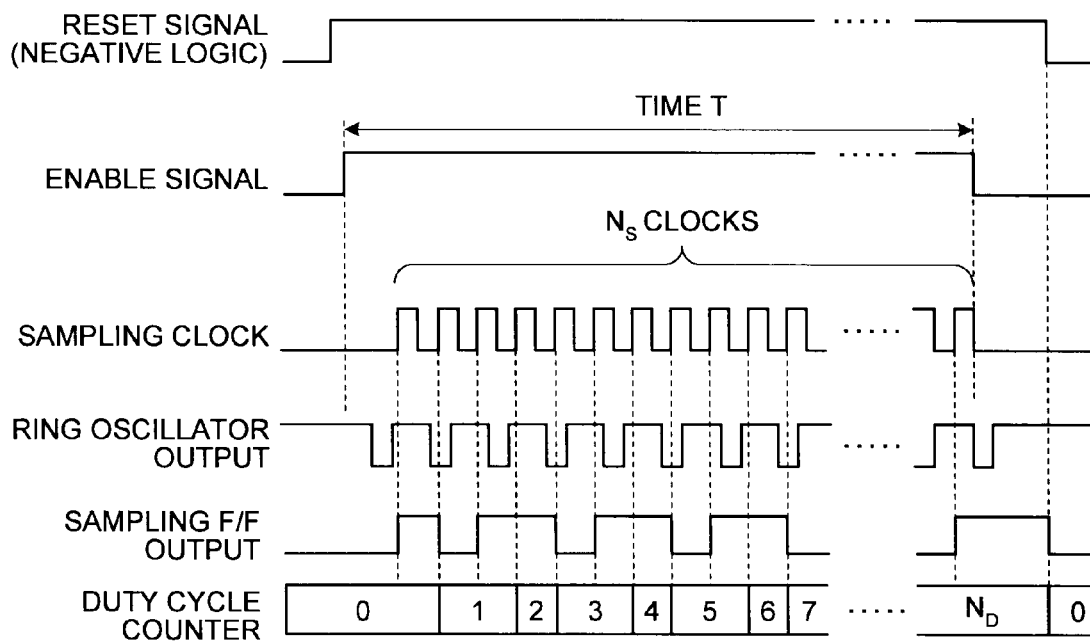 RESET SIGNAL
(NEGATIVE LOGIC)
TIME T
ENABLE SIGNAL
N_S CLOCKS
SAMPLING CLOCK
RING OSCILLATOR
OUTPUT
SAMPLING F/F
OUTPUT
DUTY CYCLE
COUNTER
0 1 2 3 4 5 6 7 ..... N_D 0